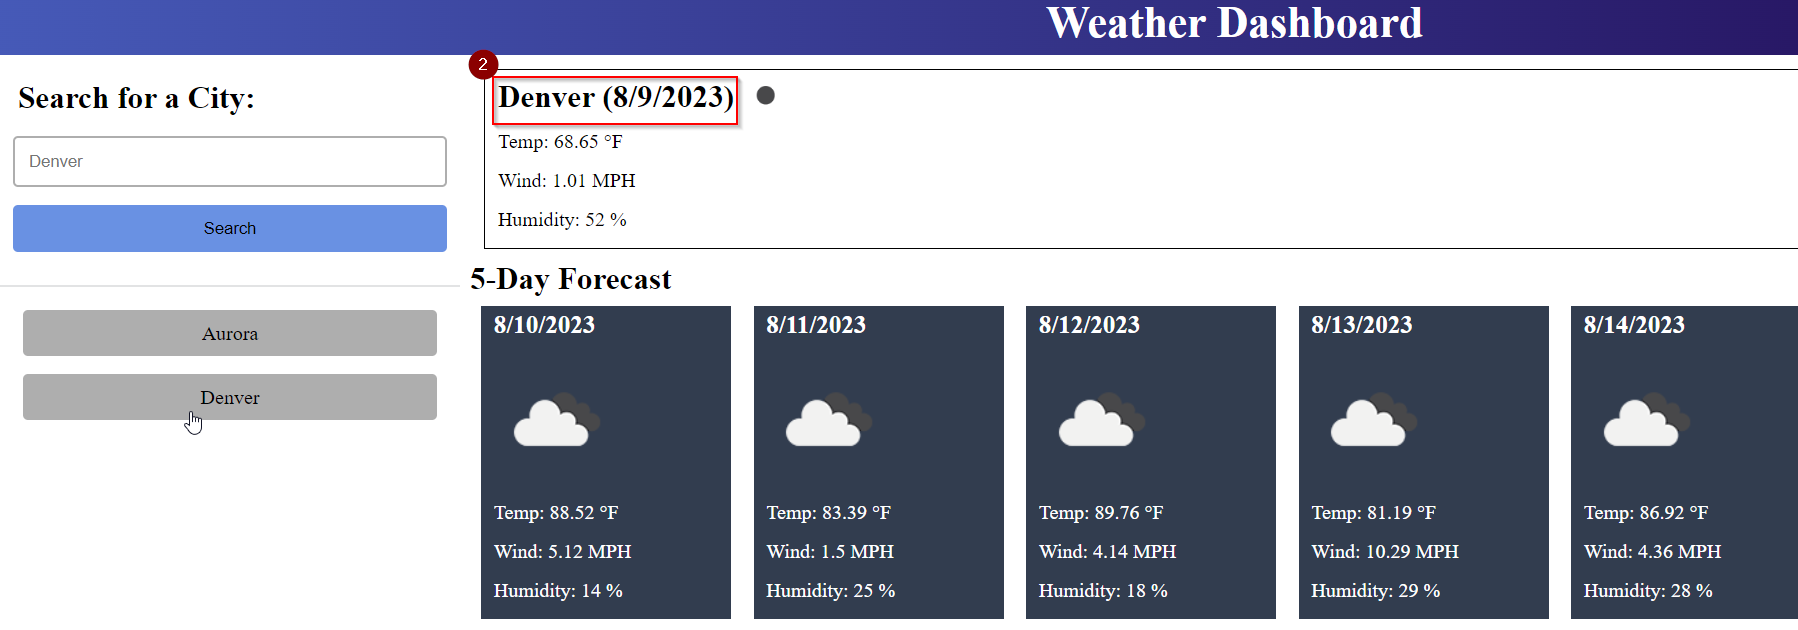 Weather Dashboard
Search for a City:
Denver
Search
Aurora
Denver
2
Denver (8/9/2023)
Temp: 68.65 °F
Wind: 1.01 MPH
Humidity: 52 %
5-Day Forecast
8/10/2023
Temp: 88.52 °F
Wind: 5.12 MPH
Humidity: 14 %
8/11/2023
Temp: 83.39 °F
Wind: 1.5 MPH
Humidity: 25 %
8/12/2023
Temp: 89.76 °F
Wind: 4.14 MPH
Humidity: 18 %
8/13/2023
Temp: 81.19 °F
Wind: 10.29 MPH
Humidity: 29 %
8/14/2023
Temp: 86.92 °F
Wind: 4.36 MPH
Humidity: 28 %